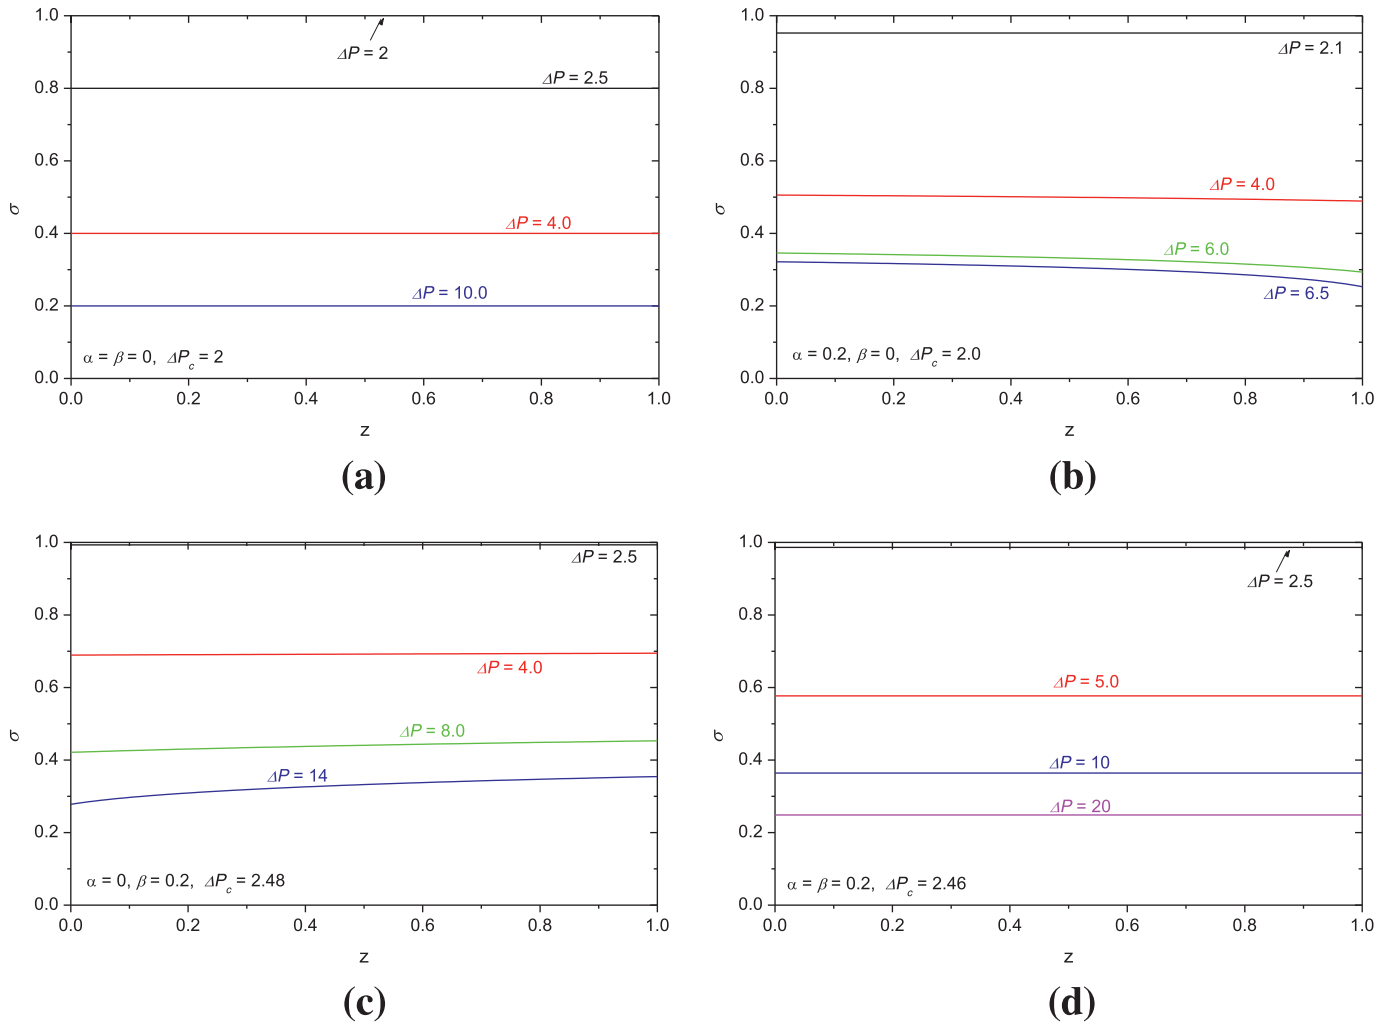 1.0
ΔP = 2
ΔP = 2.5
0.8
0.6
σ
0.4
ΔP = 4.0
0.2
ΔP = 10.0
α = β = 0, ΔPc = 2
0.0
0.0 0.2 0.4 0.6 0.8 1.0
z
(a)
1.0
ΔP = 2.1
0.8
0.6
σ
ΔP = 4.0
0.4
ΔP = 6.0
ΔP = 6.5
0.2
α = 0.2, β = 0, ΔPc = 2.0
0.0
0.0 0.2 0.4 0.6 0.8 1.0
z
(b)
1.0
ΔP = 2.5
0.8
0.6
ΔP = 4.0
σ
ΔP = 8.0
0.4
ΔP = 14
0.2
α = 0, β = 0.2, ΔPc = 2.48
0.0
0.0 0.2 0.4 0.6 0.8 1.0
z
(c)
1.0
ΔP = 2.5
0.8
ΔP = 5.0
0.6
σ
0.4
ΔP = 10
ΔP = 20
0.2
α = β = 0.2, ΔPc = 2.46
0.0
0.0 0.2 0.4 0.6 0.8 1.0
z
(d)